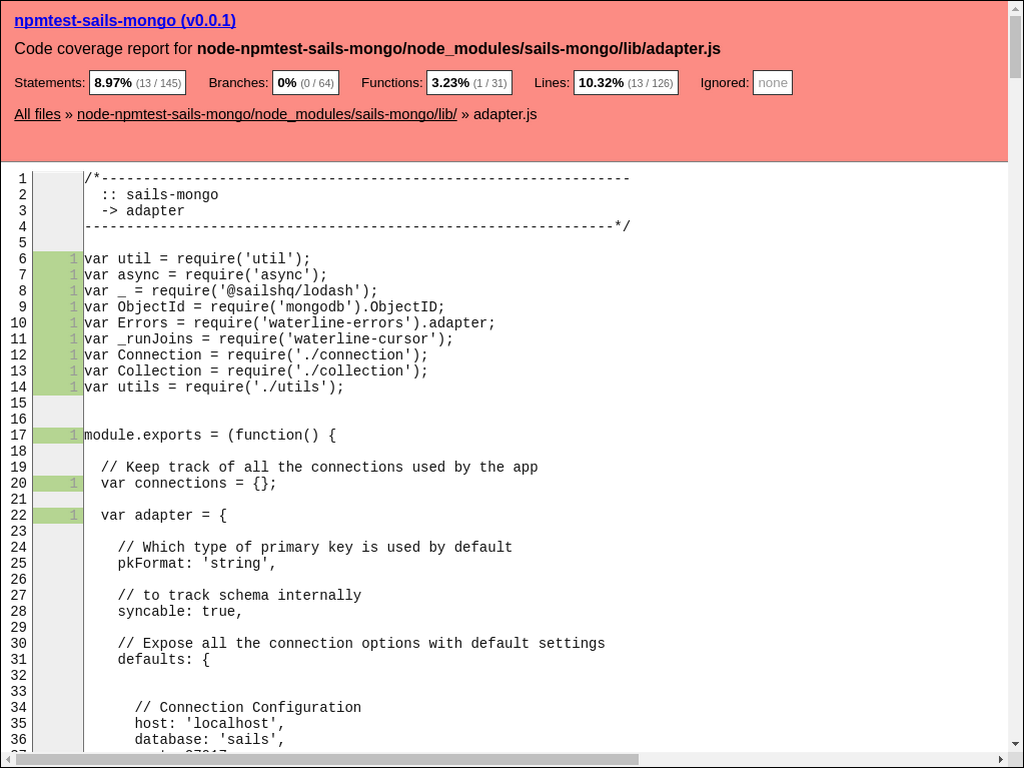 npmtest-sails-mongo (v0.0.1)
Code coverage report for node-npmtest-sails-mongo/node_modules/sails-mongo/lib/adapter.js
Statements: 8.97% (13 / 145) Branches: 0% (0 / 64) Functions: 3.23% (1 / 31) Lines: 10.32% (13 / 126) Ignored: none
All files » node-npmtest-sails-mongo/node_modules/sails-mongo/lib/ » adapter.js
1 /*---------------------------------------------------------------
2 :: sails-mongo
3 -> adapter
4 ---------------------------------------------------------------*/
5
6 1 var util = require('util');
7 1 var async = require('async');
8 1 var _ = require('@sailshq/lodash');
9 1 var ObjectId = require('mongodb').ObjectID;
10 1 var Errors = require('waterline-errors').adapter;
11 1 var _runJoins = require('waterline-cursor');
12 1 var Connection = require('./connection');
13 1 var Collection = require('./collection');
14 1 var utils = require('./utils');
15
16
17 1 module.exports = (function() {
18
19 // Keep track of all the connections used by the app
20 1 var connections = {};
21
22 1 var adapter = {
23
24 // Which type of primary key is used by default
25 pkFormat: 'string',
26
27 // to track schema internally
28 syncable: true,
29
30 // Expose all the connection options with default settings
31 defaults: {
32
33
34 // Connection Configuration
35 host: 'localhost',
36 database: 'sails',